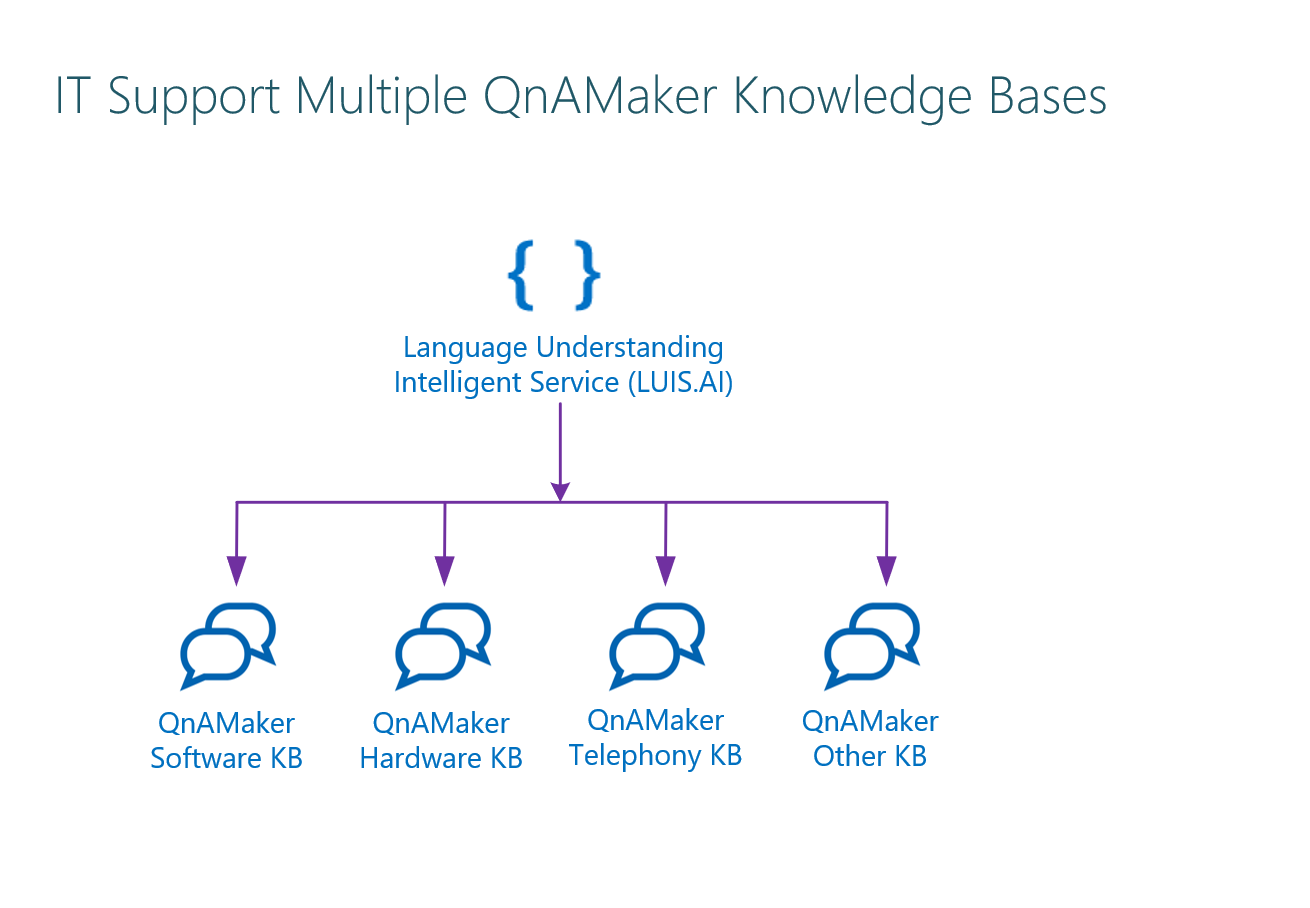 IT Support Multiple QnAMaker Knowledge Bases
{ }
Language Understanding
Intelligent Service (LUIS.AI)
QnAMaker
Software KB
QnAMaker
Hardware KB
QnAMaker
Telephony KB
QnAMaker
Other KB